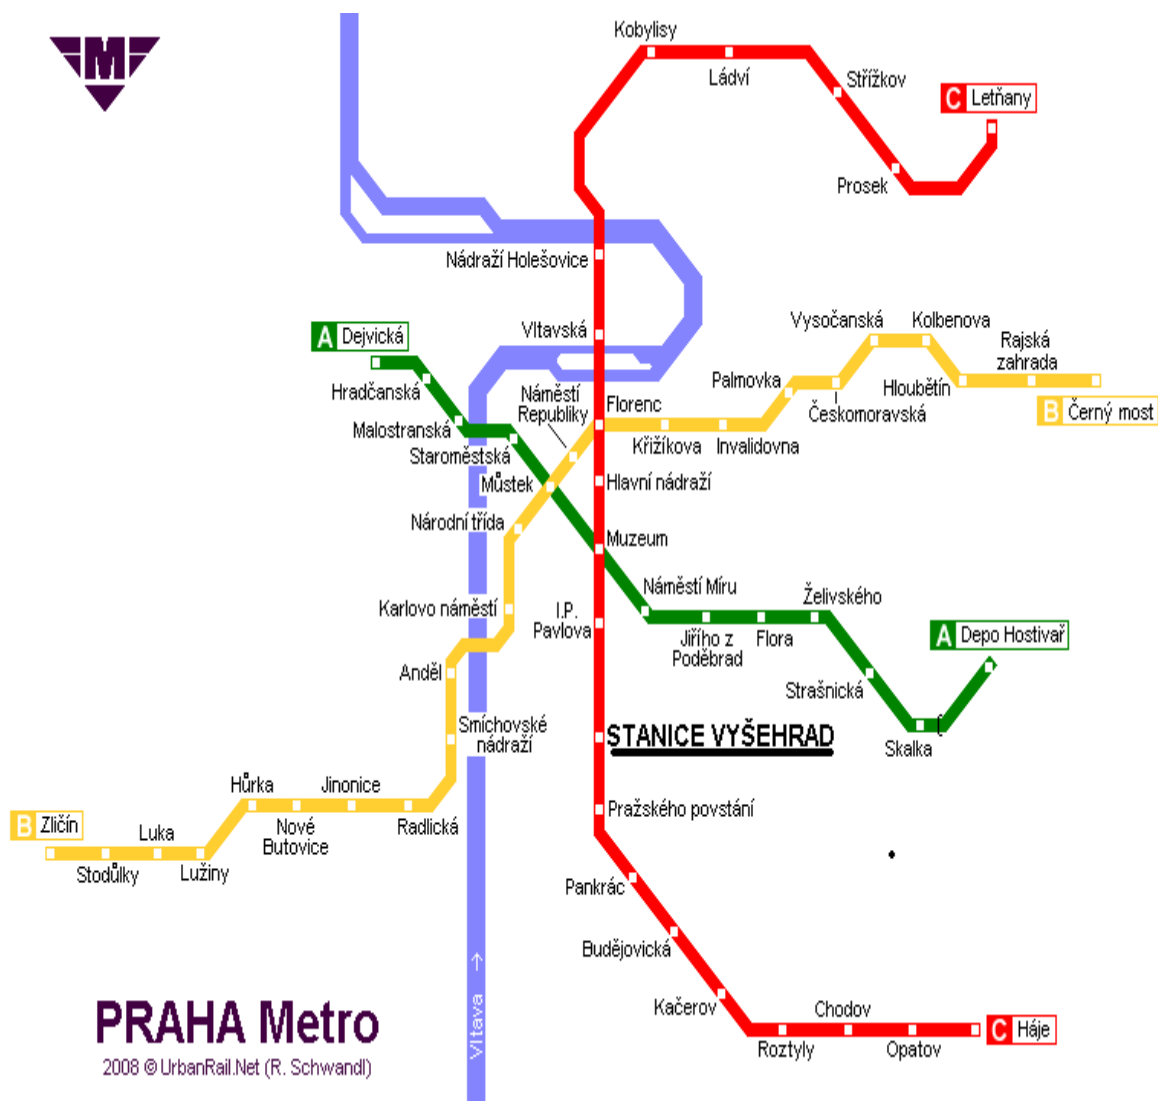 M
Kobylisy
Ládví
Střížkov
C Letňany
Prosek
Nádraží Holešovice
Vltavská
A Dejvická
Hradčanská
Malostranská
Staroměstská
Můstek
Náměstí
Republiky
Florenc
Křižíkova
Invalidovna
Palmovka
Českomoravská
Vysočanská
Kolbenova
Hloubětín
Rajská
zahrada
B Černý most
Hlavní nádraží
Národní třída
Muzeum
Karlovo náměstí
I.P.
Pavlova
Náměstí Míru
Jiřího z
Poděbrad
Flora
Želivského
Strašnická
Skalka
A Depo Hostivař
Anděl
Smíchovské
nádraží
STANICE VYŠEHRAD
Hůrka
Jinonice
Nové
Butovice
Radlická
B Zličín
Luka
Stodůlky
Lužiny
Pražského povstání
Pankrác
Budějovická
Kačerov
Roztyly
Chodov
Opatov
C Háje
Vltava →
PRAHA Metro
2008 © UrbanRail.Net (R. Schwandl)